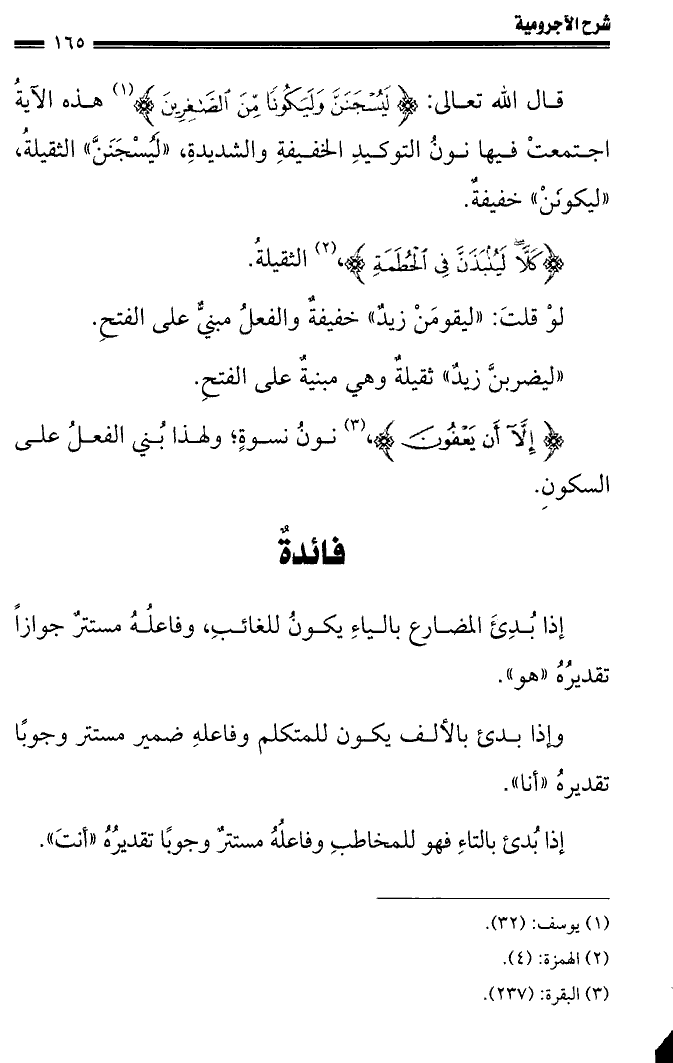 شرح الآجرومية
١٦٥
قال الله تعالى: ﴿لَيُسْجَنَنَّ وَلَيَكُونًا مِّنَ الصَّاغِرِينَ﴾(١) هذه الآيةُ
اجتمعتْ فيها نونُ التوكيدِ الخفيفةِ والشديدةِ، «لَيُسْجَنَنَّ» الثقيلةُ،
«ليكونَنْ» خفيفةٌ.
﴿كَلَّا لَيُنْبَذَنَّ فِي الْحُطَمَةِ﴾،(٢) الثقيلةُ.
لوْ قلتَ: «ليقومَنْ زيدٌ» خفيفةٌ والفعلُ مبنيٌّ على الفتحِ.
«ليضربنَّ زيدٌ» ثقيلةٌ وهي مبنيةٌ على الفتحِ.
﴿إِلَّا أَن يَعْفُونَ﴾،(٣) نونُ نسوةٍ؛ ولهذا بُني الفعلُ على
السكونِ.
فائدةٌ
إذا بُدِئَ المضارع بالياءِ يكونُ للغائبِ، وفاعلُهُ مستترٌ جوازاً
تقديرُهُ «هو».
وإذا بدئ بالألف يكون للمتكلم وفاعلهِ ضمير مستتر وجوبًا
تقديرهُ «أنا».
إذا بُدئ بالتاءِ فهو للمخاطبِ وفاعلُهُ مستترٌ وجوبًا تقديرُهُ «أنتَ».
(١) يوسف: (٣٢).
(٢) الهمزة: (٤).
(٣) البقرة: (٢٣٧).